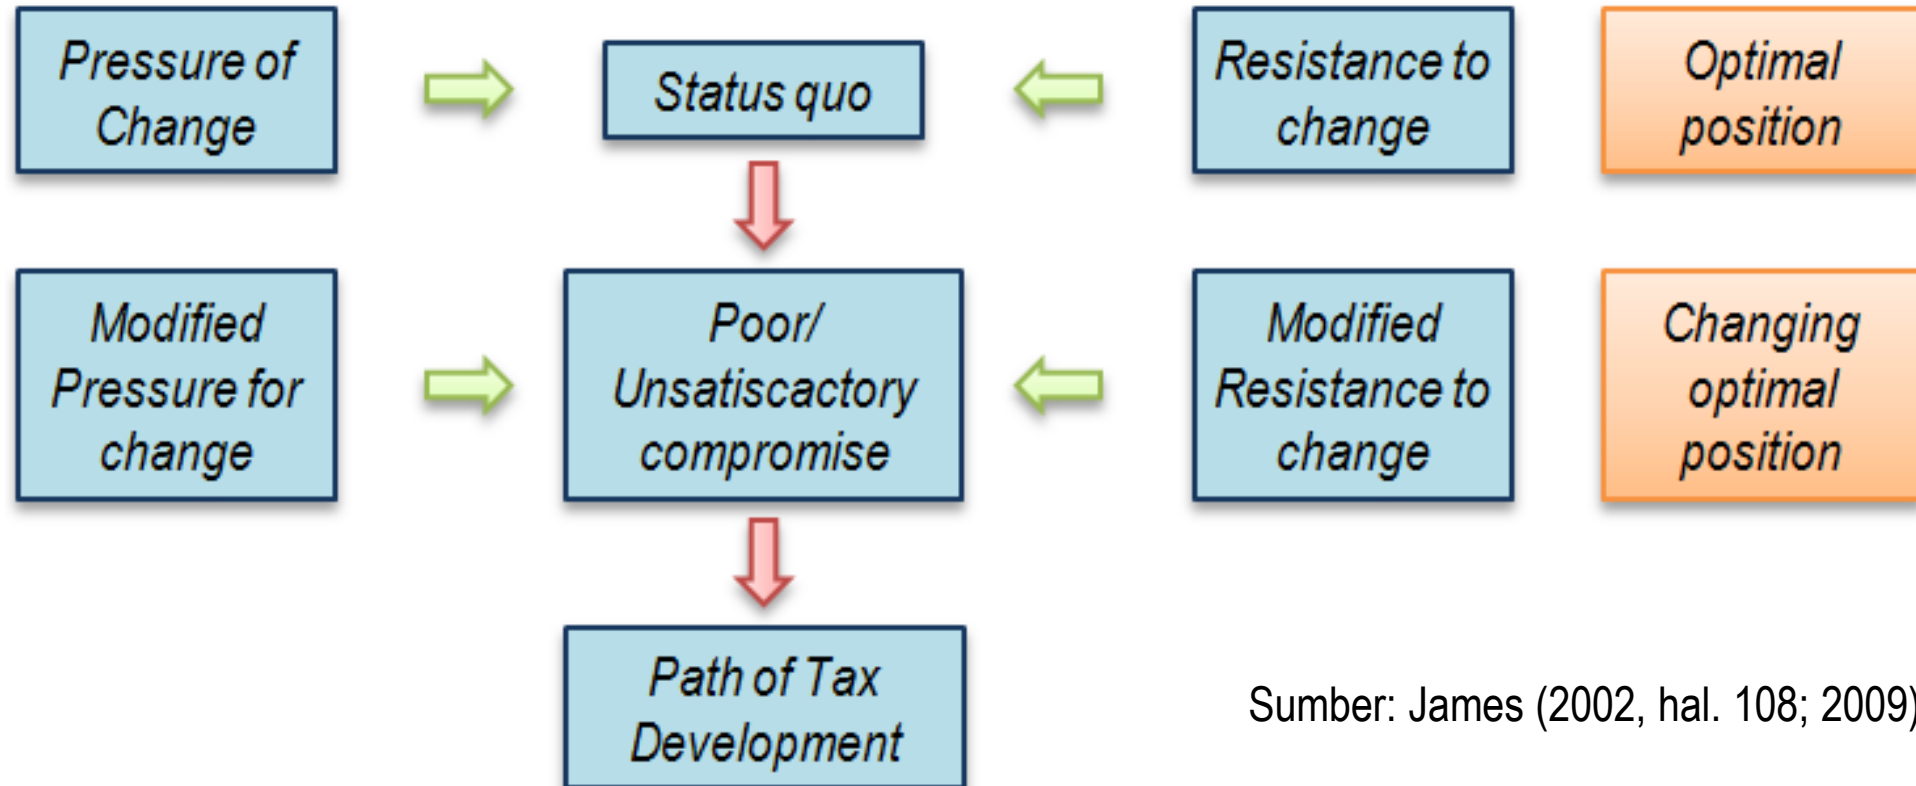 Pressure of
Change
Status quo
Resistance to
change
Optimal
position
Modified
Pressure for
change
Poor/
Unsatiscactory
compromise
Modified
Resistance to
change
Changing
optimal
position
Path of Tax
Development
Sumber: James (2002, hal. 108; 2009)